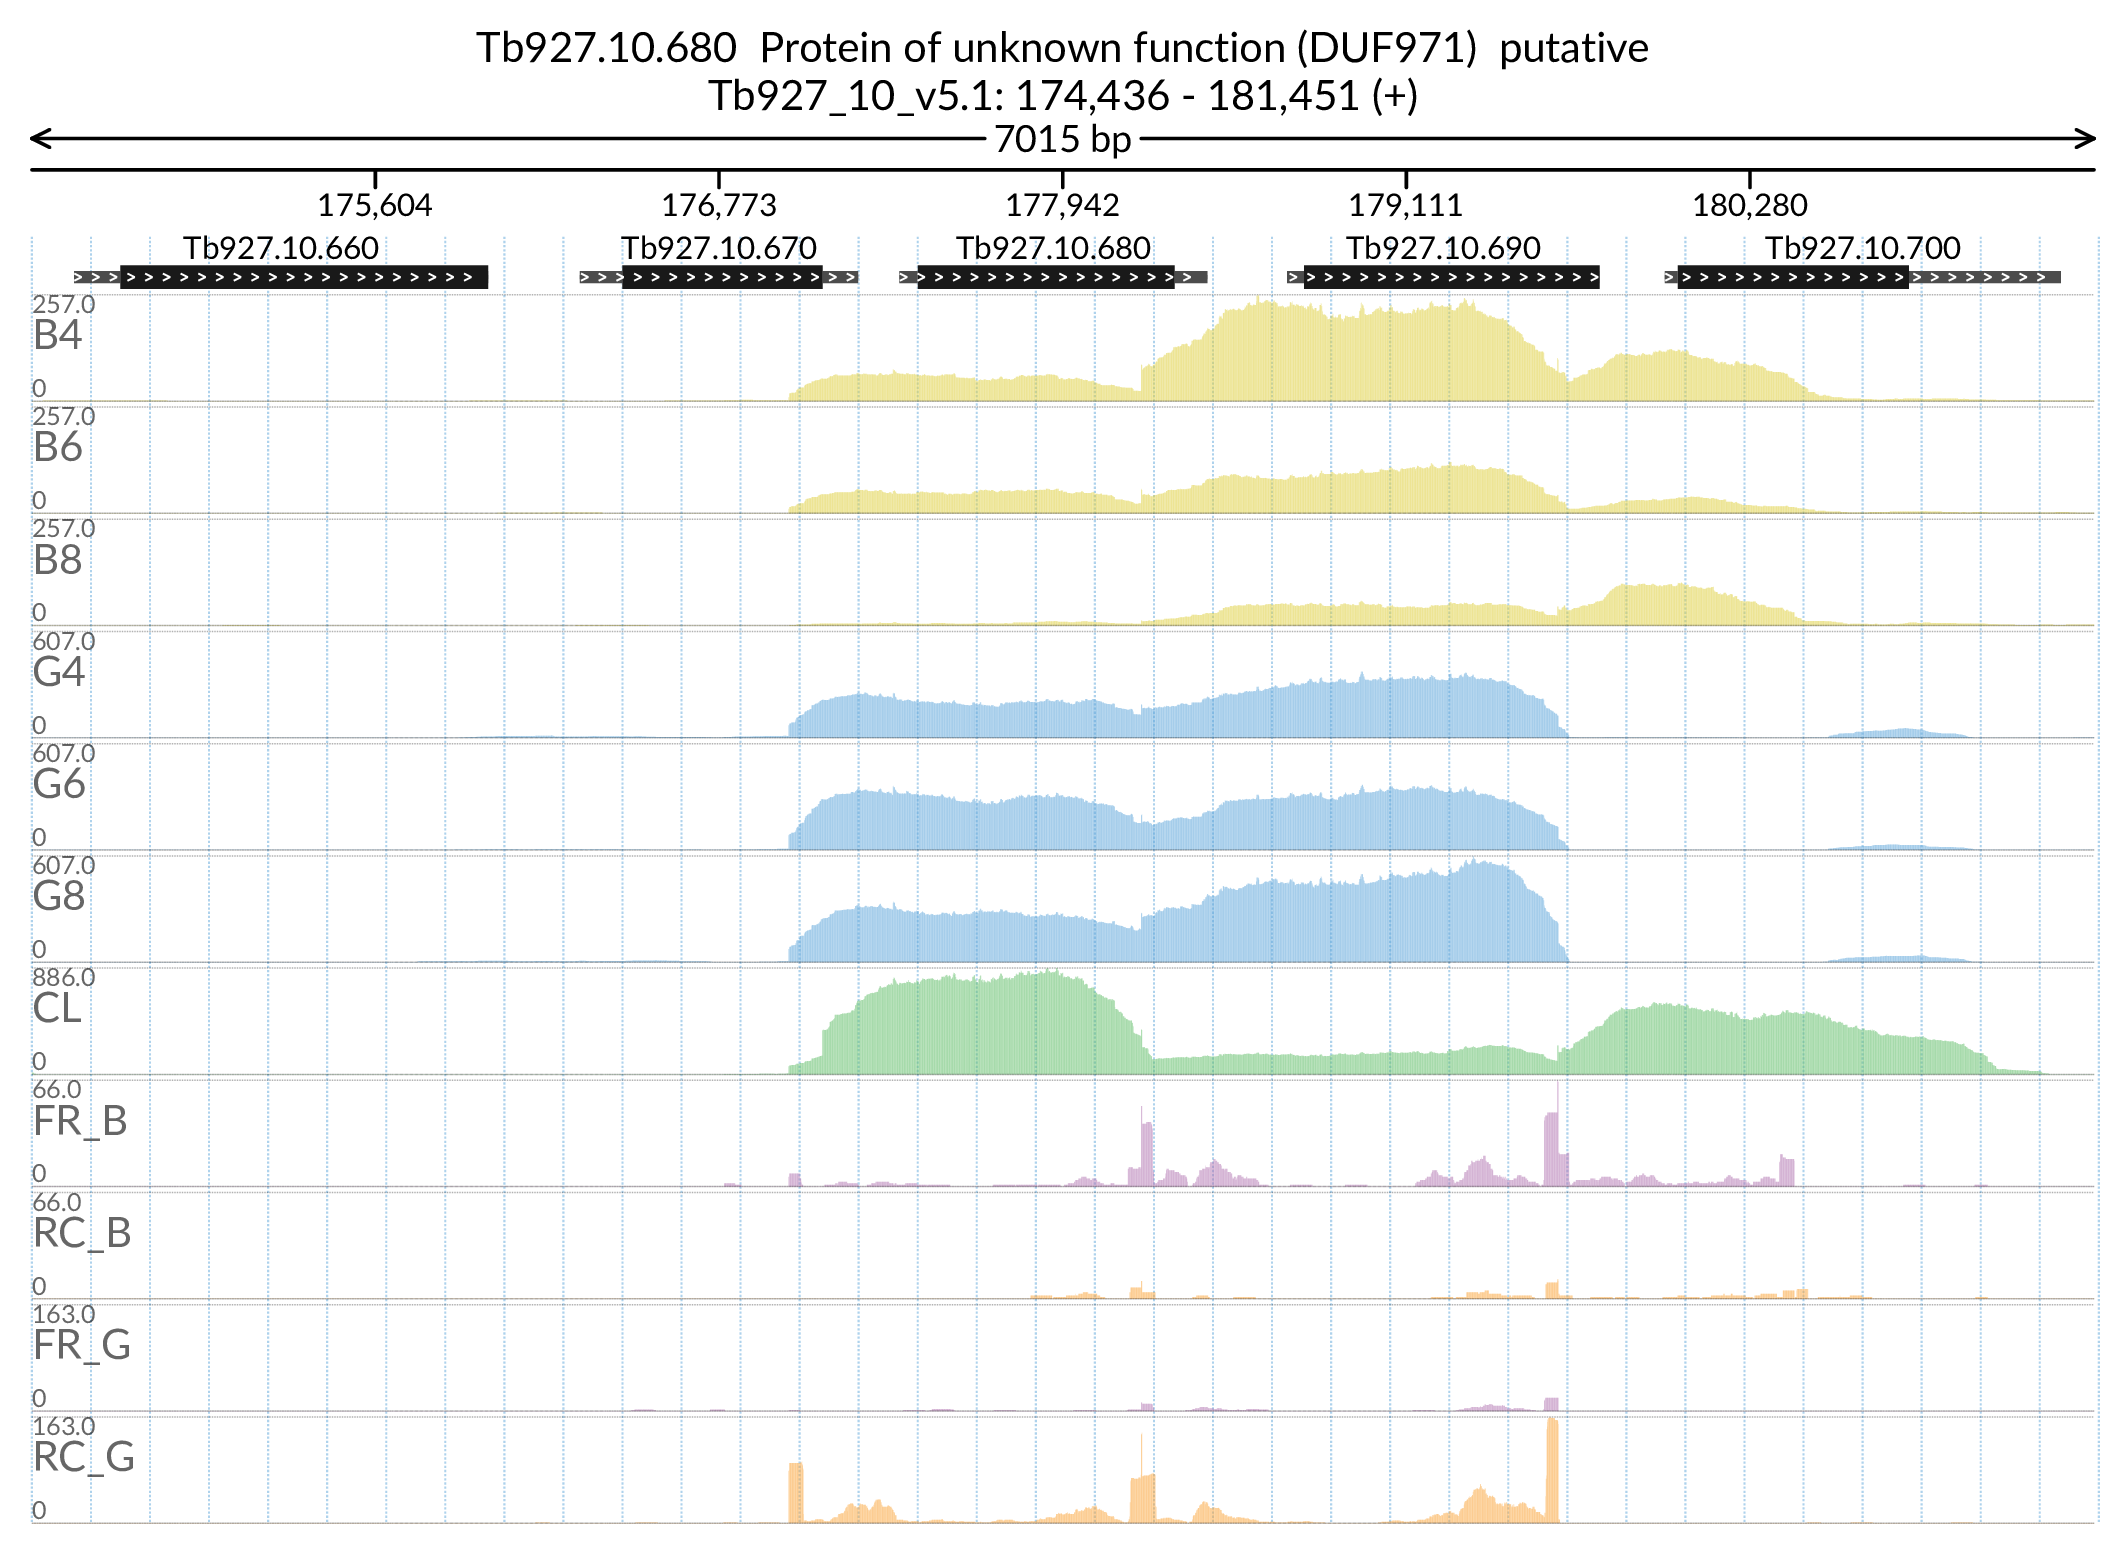 Tb927.10.680  Protein of unknown function (DUF971)  putative
Tb927_10_v5.1: 174,436 - 181,451 (+)
7015 bp
175,604 176,773 177,942 179,111 180,280
Tb927.10.660 Tb927.10.670 Tb927.10.680 Tb927.10.690 Tb927.10.700
257.0
B4
0
257.0
B6
0
257.0
B8
0
607.0
G4
0
607.0
G6
0
607.0
G8
0
886.0
CL
0
66.0
FR_B
0
66.0
RC_B
0
163.0
FR_G
0
163.0
RC_G
0